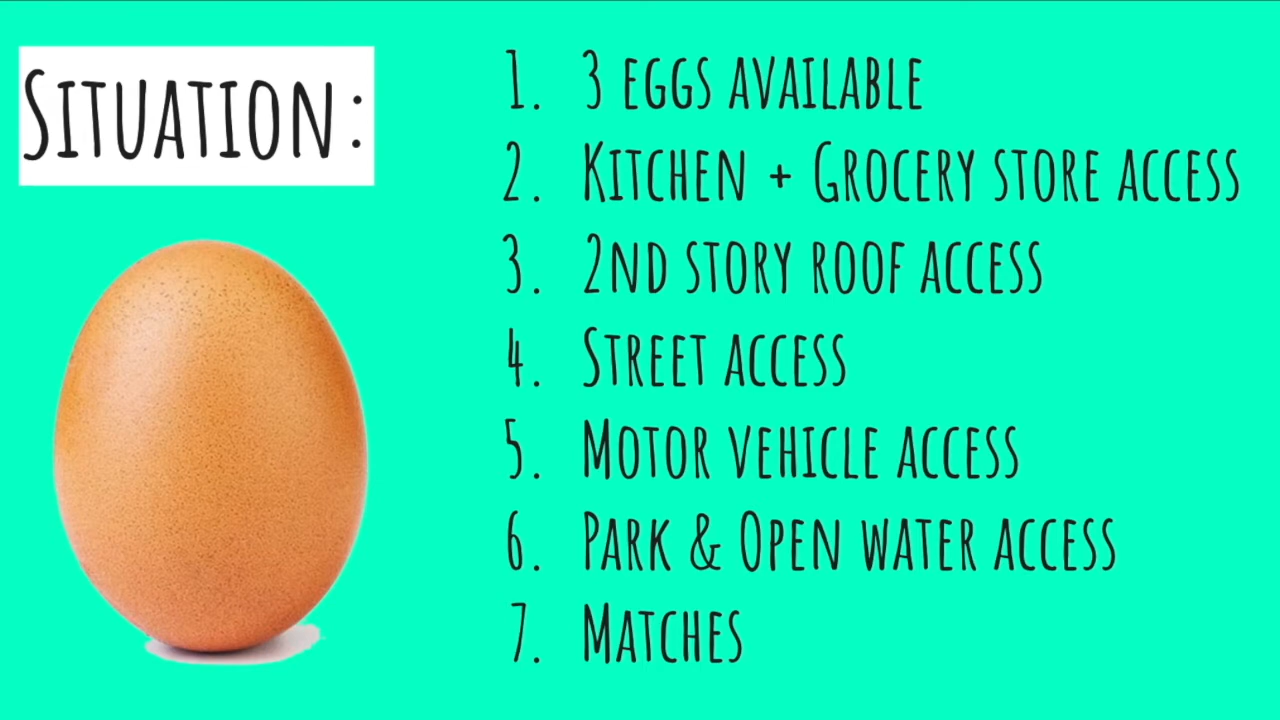 Situation:
1. 3 eggs available
2. Kitchen + Grocery store access
3. 2nd story roof access
4. Street access
5. Motor vehicle access
6. Park & Open water access
7. Matches